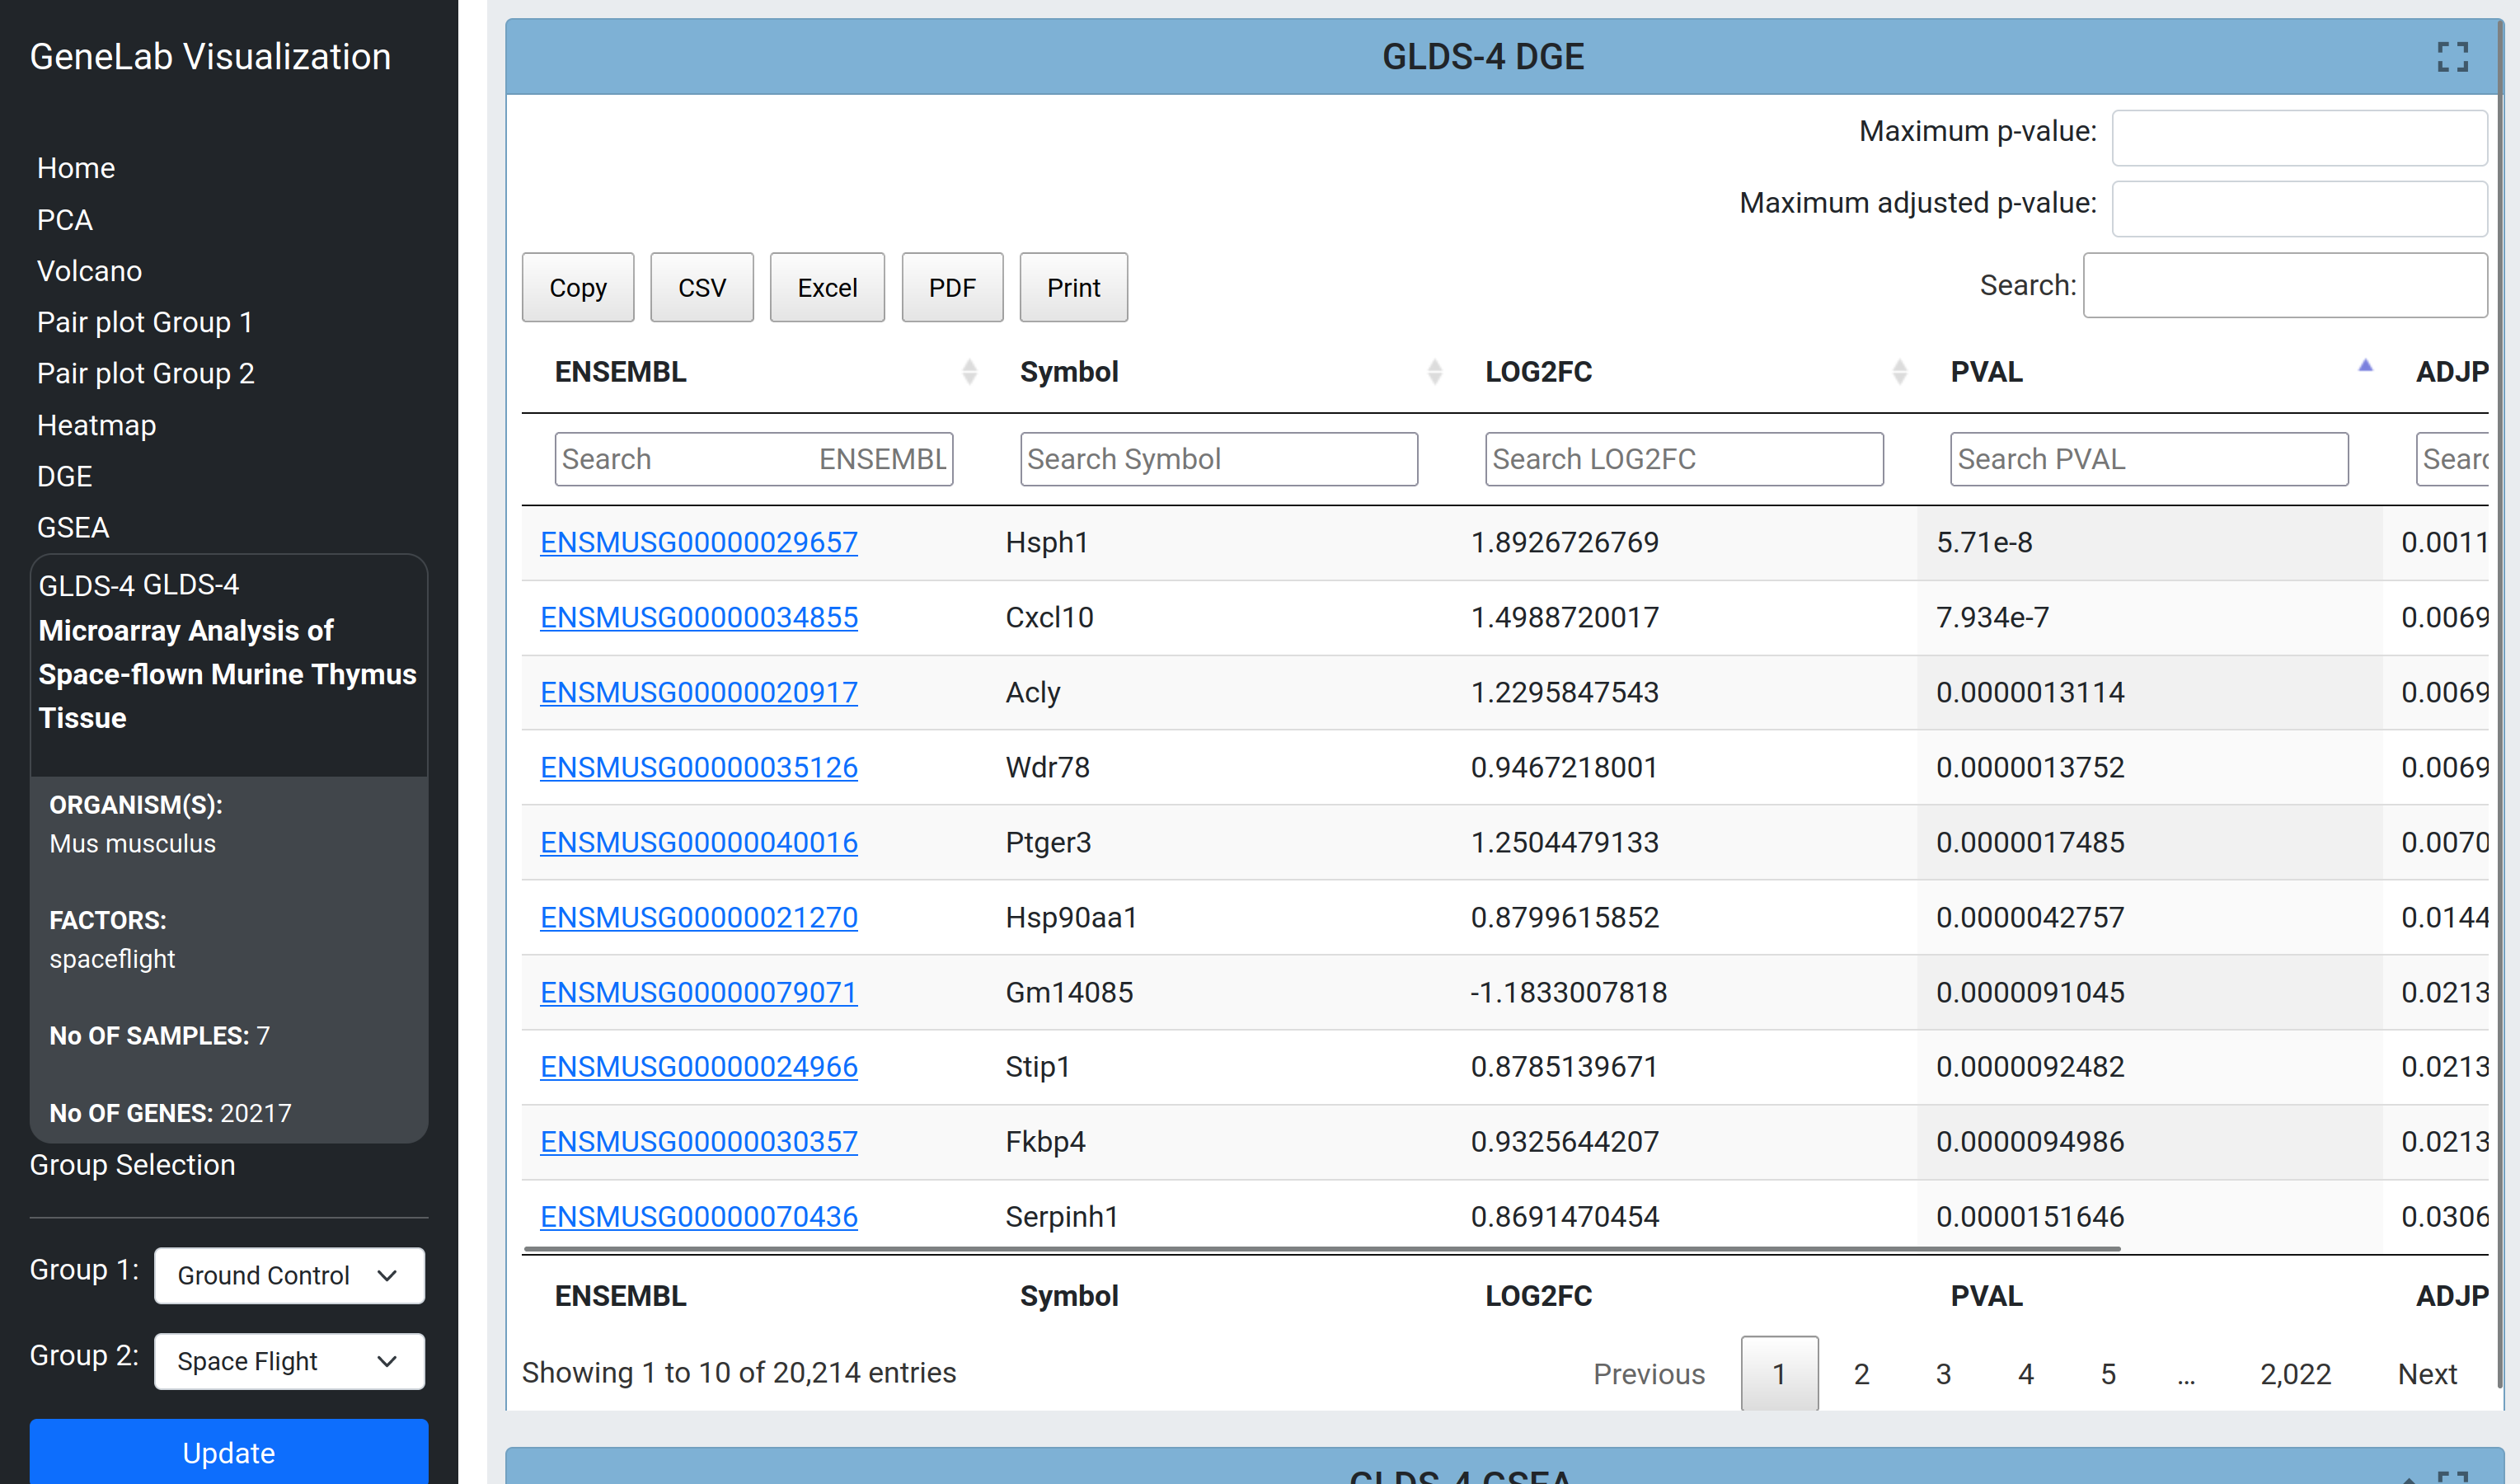 GeneLab Visualization
Home
PCA
Volcano
Pair plot Group 1
Pair plot Group 2
Heatmap
DGE
GSEA
GLDS-4 GLDS-4
Microarray Analysis of
Space-flown Murine Thymus
Tissue
ORGANISM(S):
Mus musculus
FACTORS:
spaceflight
No OF SAMPLES: 7
No OF GENES: 20217
Group Selection
Group 1: Ground Control
Group 2: Space Flight
Update
GLDS-4 DGE
Maximum p-value:
Maximum adjusted p-value:
Copy CSV Excel PDF Print
Search:
ENSEMBL Symbol LOG2FC PVAL ADJP
Search ENSEMBL Search Symbol Search LOG2FC Search PVAL Searc
ENSMUSG00000029657 Hsph1 1.8926726769 5.71e-8 0.0011
ENSMUSG00000034855 Cxcl10 1.4988720017 7.934e-7 0.0069
ENSMUSG00000020917 Acly 1.2295847543 0.0000013114 0.0069
ENSMUSG00000035126 Wdr78 0.9467218001 0.0000013752 0.0069
ENSMUSG00000040016 Ptger3 1.2504479133 0.0000017485 0.0070
ENSMUSG00000021270 Hsp90aa1 0.8799615852 0.0000042757 0.0144
ENSMUSG00000079071 Gm14085 -1.1833007818 0.0000091045 0.0213
ENSMUSG00000024966 Stip1 0.8785139671 0.0000092482 0.0213
ENSMUSG00000030357 Fkbp4 0.9325644207 0.0000094986 0.0213
ENSMUSG00000070436 Serpinh1 0.8691470454 0.0000151646 0.0306
ENSEMBL Symbol LOG2FC PVAL ADJP
Showing 1 to 10 of 20,214 entries
Previous 1 2 3 4 5 … 2,022 Next
GLDS-4 GSEA